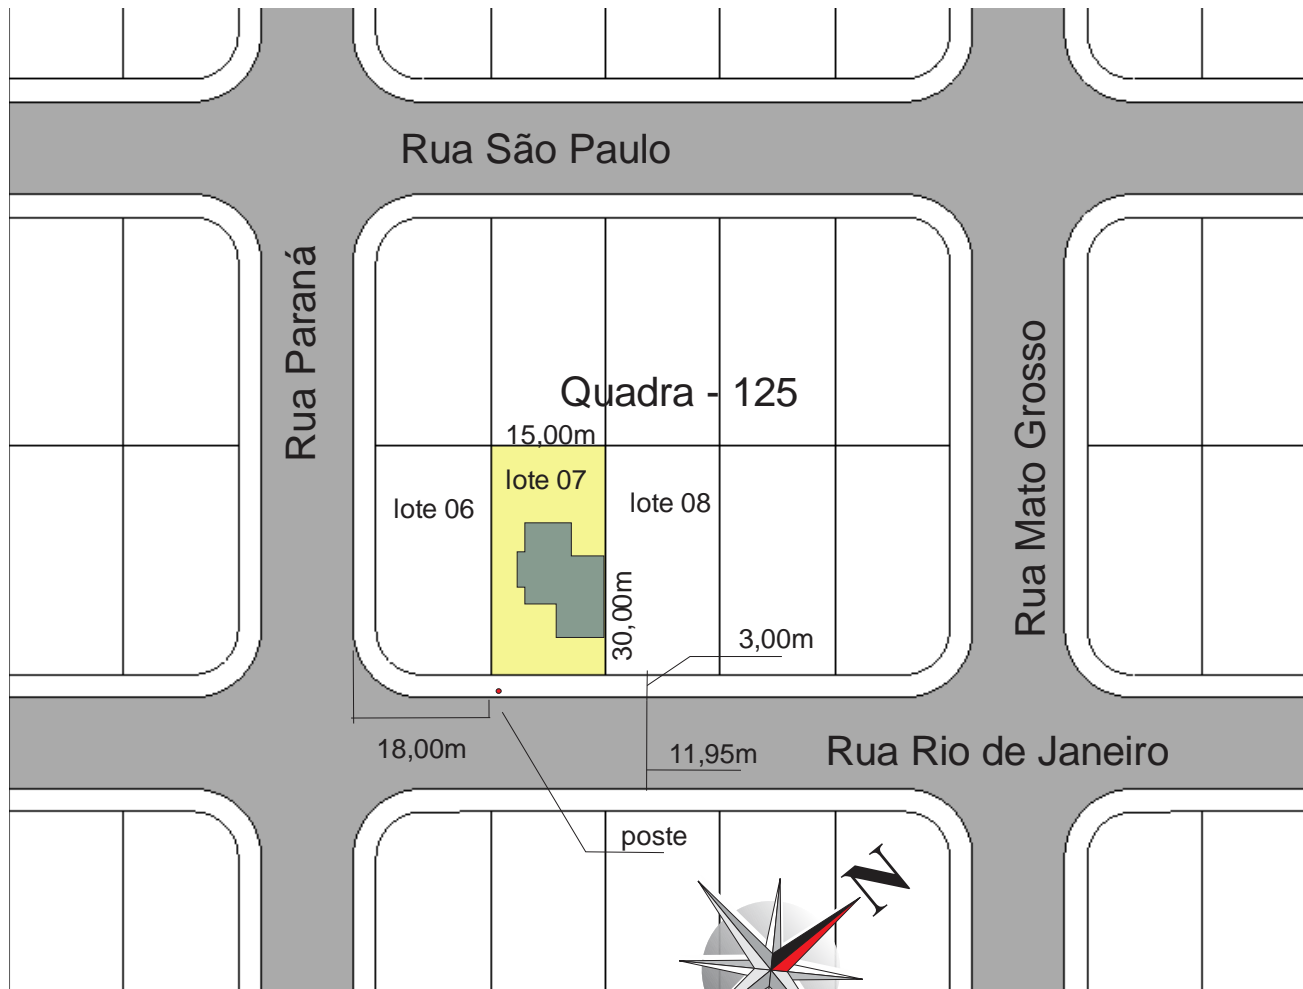 Rua São Paulo
Rua Paraná
Quadra - 125
Rua Mato Grosso
15,00m
lote 07
lote 06
lote 08
30,00m
3,00m
18,00m
11,95m
Rua Rio de Janeiro
poste
N